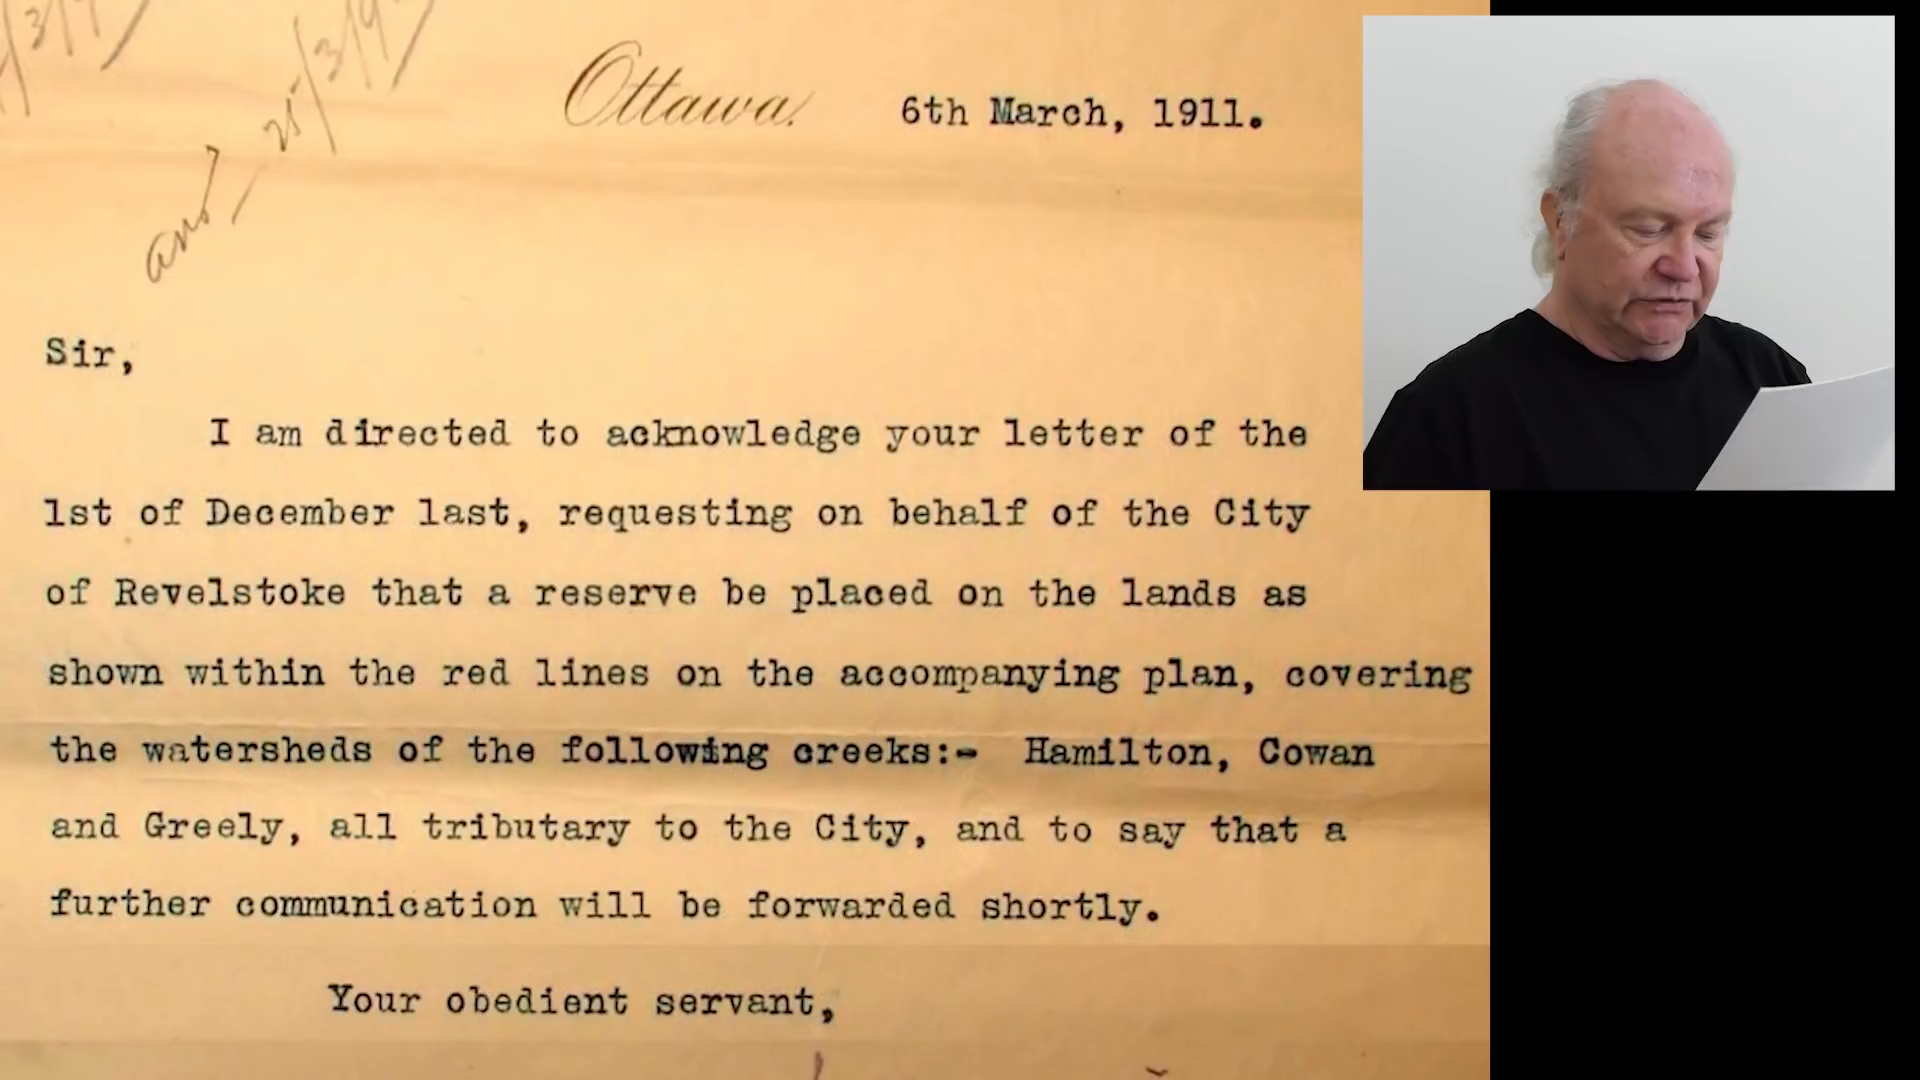 Ottawa. 6th March, 1911.
25/3/
Sir,
I am directed to acknowledge your letter of the
1st of December last, requesting on behalf of the City
of Revelstoke that a reserve be placed on the lands as
shown within the red lines on the accompanying plan, covering
the watersheds of the following creeks:- Hamilton, Cowan
and Greely, all tributary to the City, and to say that a
further communication will be forwarded shortly.
Your obedient servant,